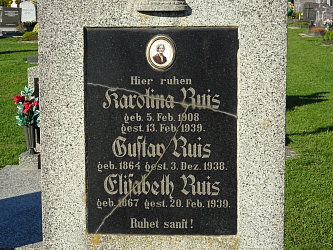 Hier ruhen
Karolina Ruis
geb. 5. Feb. 1908
gest. 13. Feb. 1939.
Gustav Ruis
geb. 1864 gest. 3. Dez. 1938.
Elisabeth Ruis
geb. 1867 gest. 20. Feb. 1939.
Ruhet sanft!